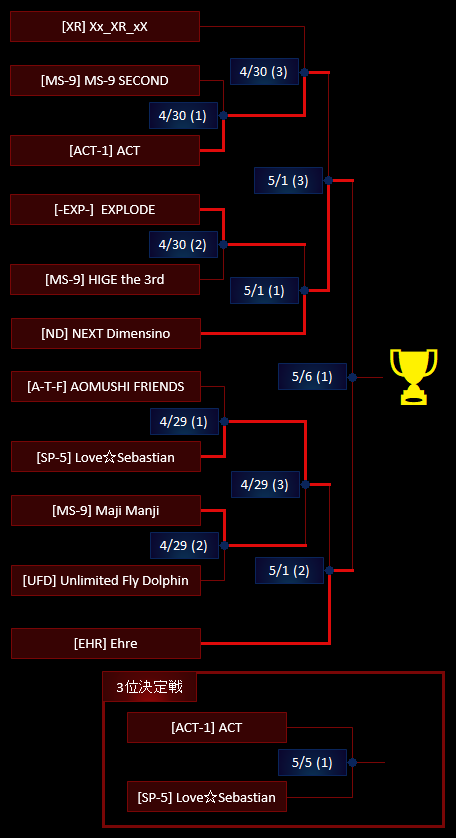 [XR] Xx_XR_xX
4/30 (3)
[MS-9] MS-9 SECOND
4/30 (1)
[ACT-1] ACT
5/1 (3)
[-EXP-] EXPLODE
4/30 (2)
[MS-9] HIGE the 3rd
5/1 (1)
[ND] NEXT Dimensino
5/6 (1)
[A-T-F] AOMUSHI FRIENDS
4/29 (1)
[SP-5] Love☆Sebastian
4/29 (3)
[MS-9] Maji Manji
4/29 (2)
5/1 (2)
[UFD] Unlimited Fly Dolphin
[EHR] Ehre
3位決定戦
[ACT-1] ACT
5/5 (1)
[SP-5] Love☆Sebastian